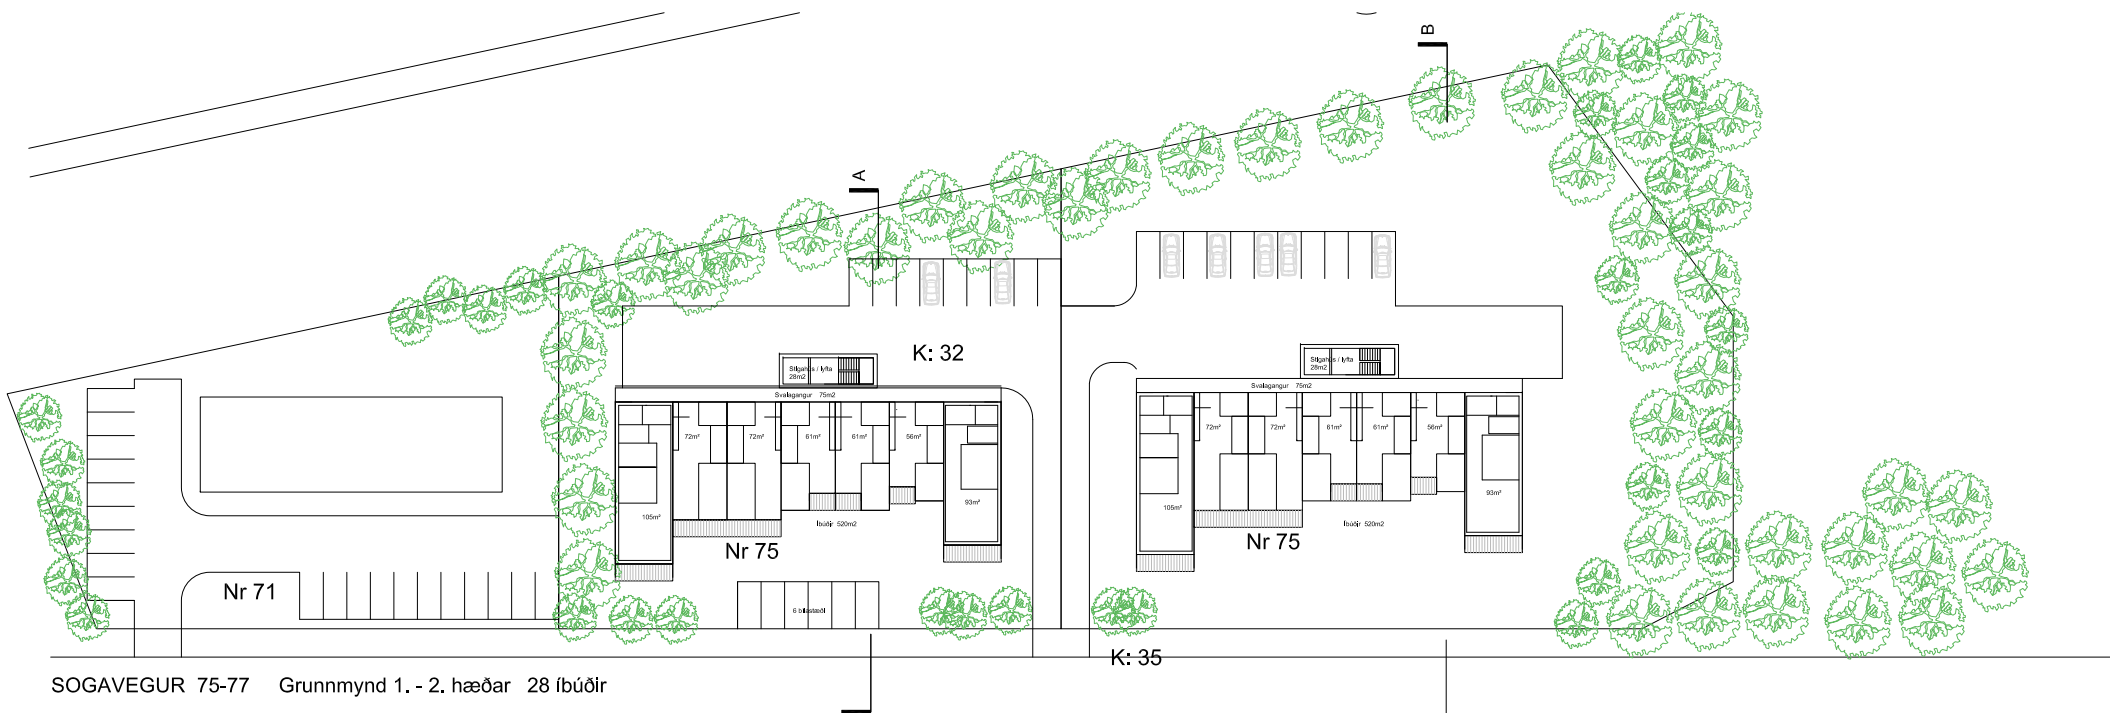 B
A
K: 32
Stigahús / lyfta
28m2
Stigahús / lyfta
28m2
Svalagangur 75m2
Svalagangur 75m2
72m²
72m²
61m²
61m²
56m²
72m²
72m²
61m²
61m²
56m²
93m²
93m²
105m²
105m²
Íbúðir 520m2
Íbúðir 520m2
Nr 75
Nr 75
Nr 71
6 bílastæði
K: 35
SOGAVEGUR 75-77 Grunnmynd 1. - 2. hæðar 28 íbúðir